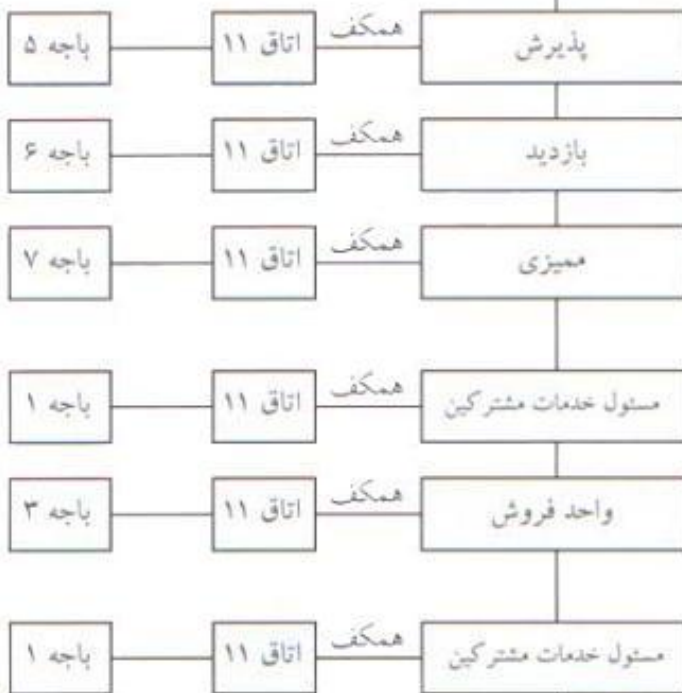 پذیرش همکف اتاق ۱۱ باجه ۵
بازدید همکف اتاق ۱۱ باجه ۶
ممیزی همکف اتاق ۱۱ باجه ۷
مسئول خدمات مشترکین همکف اتاق ۱۱ باجه ۱
واحد فروش همکف اتاق ۱۱ باجه ۳
مسئول خدمات مشترکین همکف اتاق ۱۱ باجه ۱